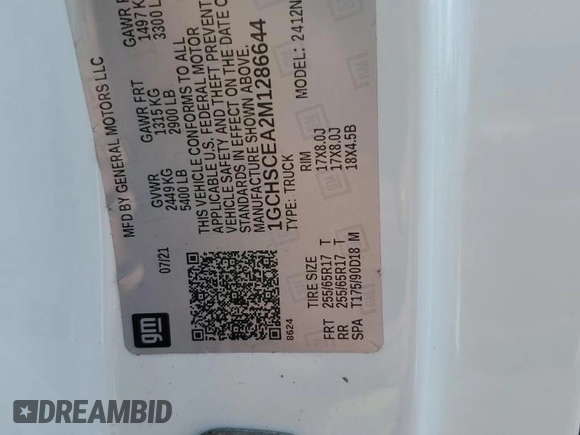 MFD BY GENERAL MOTORS LLC
07/21
GVWR
2449 KG
5400 LB
GAWR FRT
1315 KG
2900 LB
GAWR
1497 K
3300 L
THIS VEHICLE CONFORMS TO ALL
APPLICABLE U.S. FEDERAL MOTOR
VEHICLE SAFETY AND THEFT PREVENT
STANDARDS IN EFFECT ON THE DATE O
MANUFACTURE SHOWN ABOVE.
1GCHSCEA2M1286644
TYPE: TRUCK
MODEL: 2412N
gm
8624
TIRE SIZE
RIM
FRT 255/65R17 T 17X8.0J
RR 255/65R17 T 17X8.0J
SPA T175/90D18 M 18X4.5B
DREAMBID